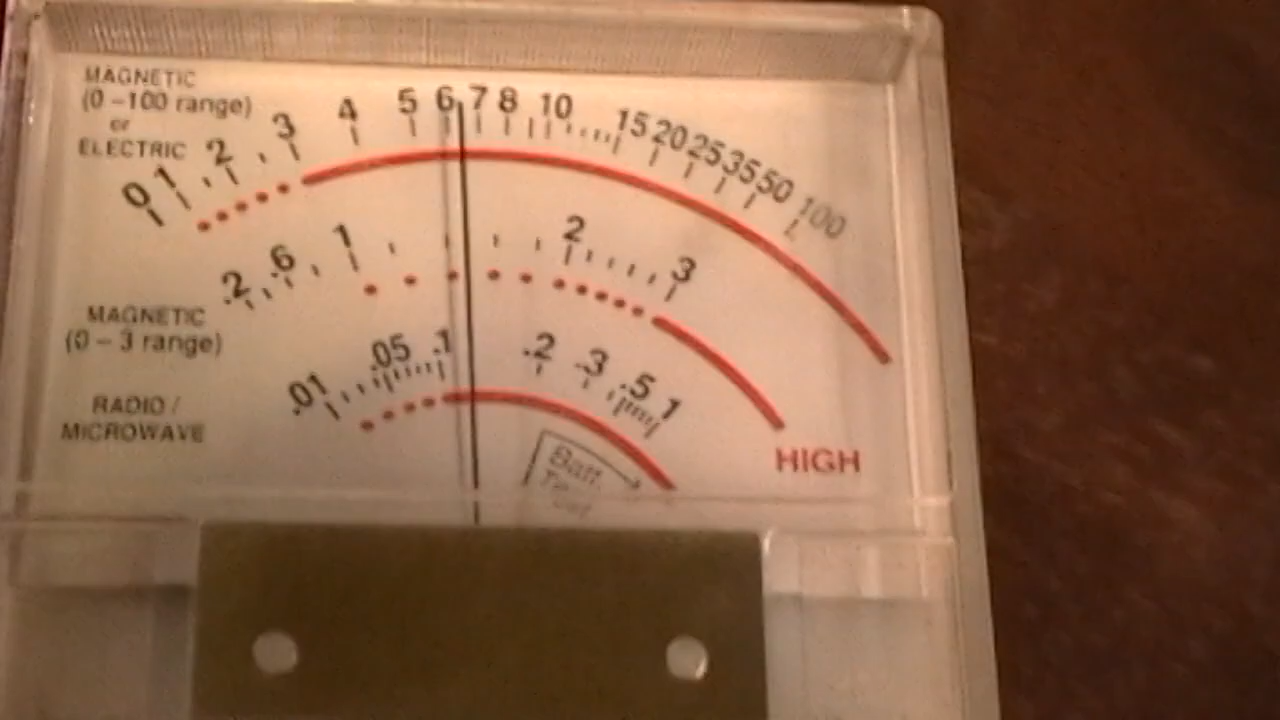 MAGNETIC
(0 – 100 range)
or
ELECTRIC
0 1 2 3 4 5 6 7 8 10 15 20 25 35 50 100
.2 .6 1 2 3
MAGNETIC
(0 – 3 range)
.01 .05 .1 .2 .3 .5 1
RADIO /
MICROWAVE
HIGH
Batt.
Test